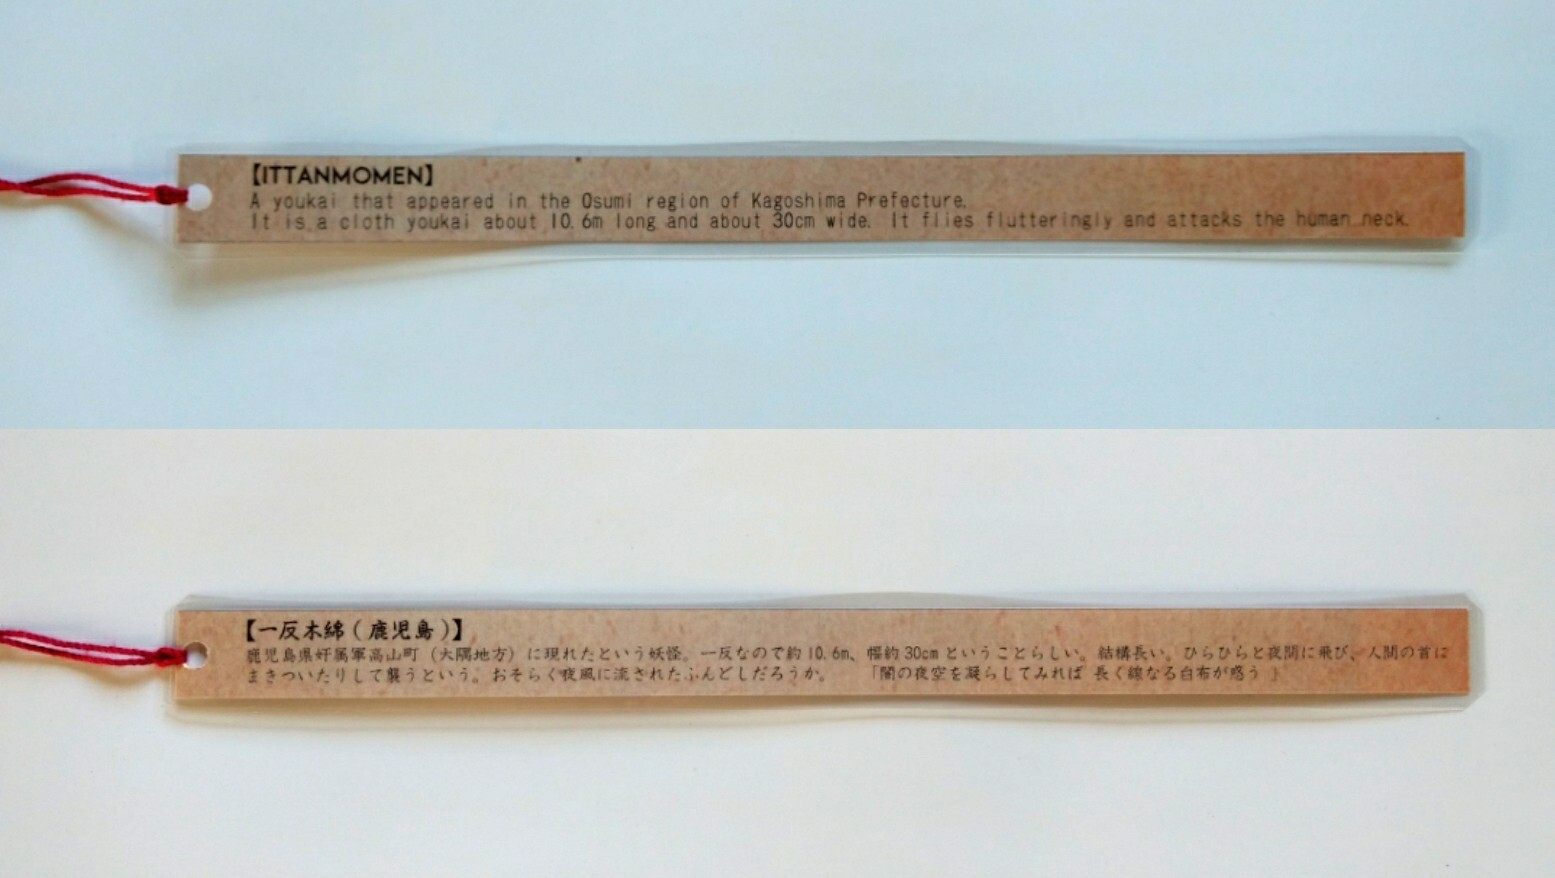 【ITTANMOMEN】
A youkai that appeared in the Osumi region of Kagoshima Prefecture.
It is a cloth youkai about 10.6m long and about 30cm wide. It flies flutteringly and attacks the human neck.
【一反木綿(鹿児島)】
鹿児島県肝属軍高山町(大隅地方)に現れたという妖怪。一反なので約10.6m、幅約30cmということらしい。結構長い。ひらひらと夜闇に飛び、人間の首に
まきついたりして襲うという。おそらく夜風に流されたふんどしだろうか。 「闇の夜空を凝らしてみれば 長く線なる白布が惑う 」